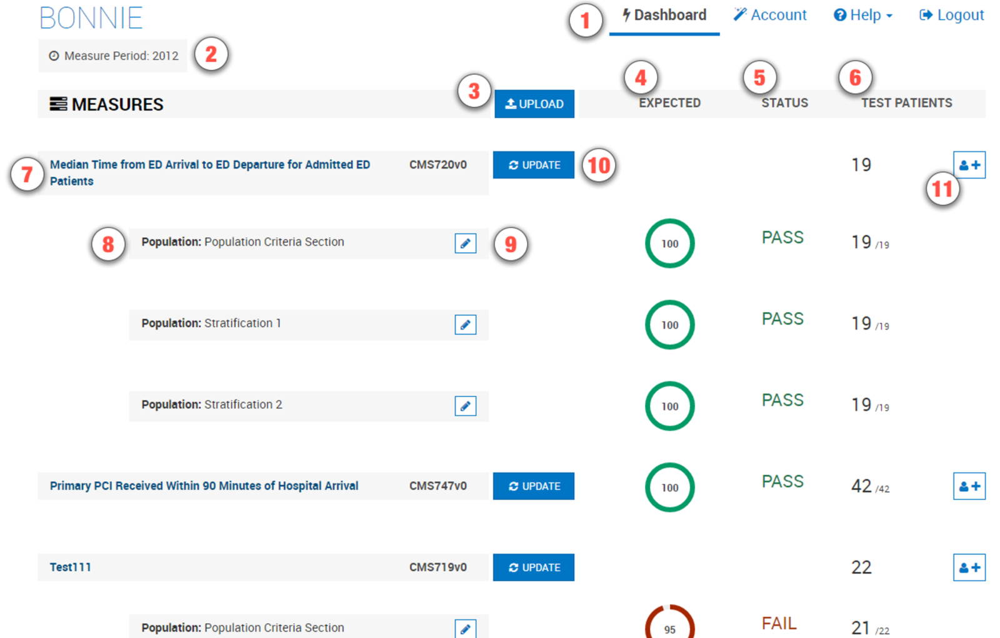 BONNIE
1
Dashboard
Account
Help
Logout
Measure Period: 2012
2
3
4
5
6
MEASURES
UPLOAD
EXPECTED
STATUS
TEST PATIENTS
7
Median Time from ED Arrival to ED Departure for Admitted ED
Patients
CMS720v0
UPDATE
10
19
11
8
Population: Population Criteria Section
9
100
PASS
19 /19
Population: Stratification 1
100
PASS
19 /19
Population: Stratification 2
100
PASS
19 /19
Primary PCI Received Within 90 Minutes of Hospital Arrival
CMS747v0
UPDATE
100
PASS
42 /42
Test111
CMS719v0
UPDATE
22
Population: Population Criteria Section
95
FAIL
21 /22